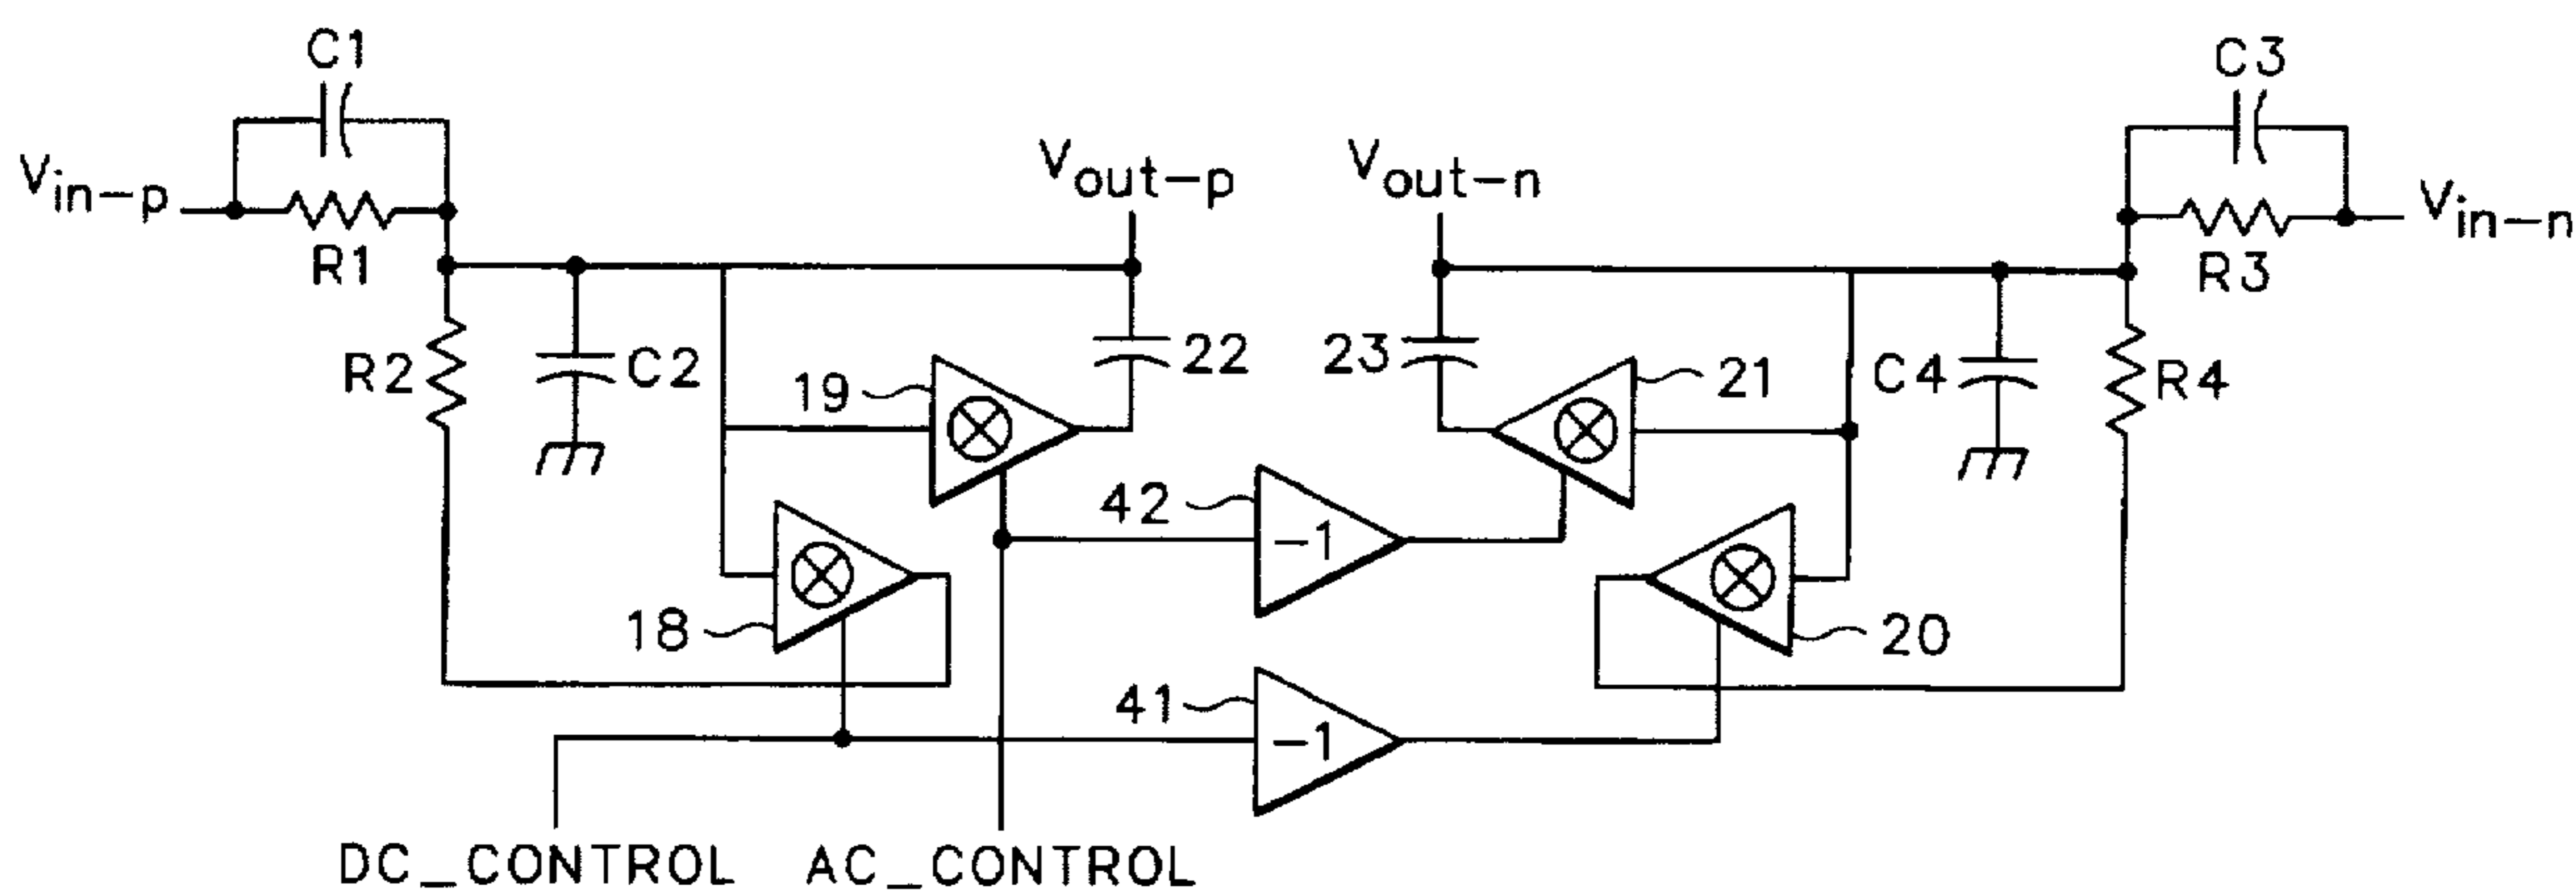 C1
C3
Vin-p
Vout-p
Vout-n
Vin-n
R1
R3
R2
C2
22
23
C4
R4
19
21
42
-1
18
20
41
-1
DC_CONTROL
AC_CONTROL